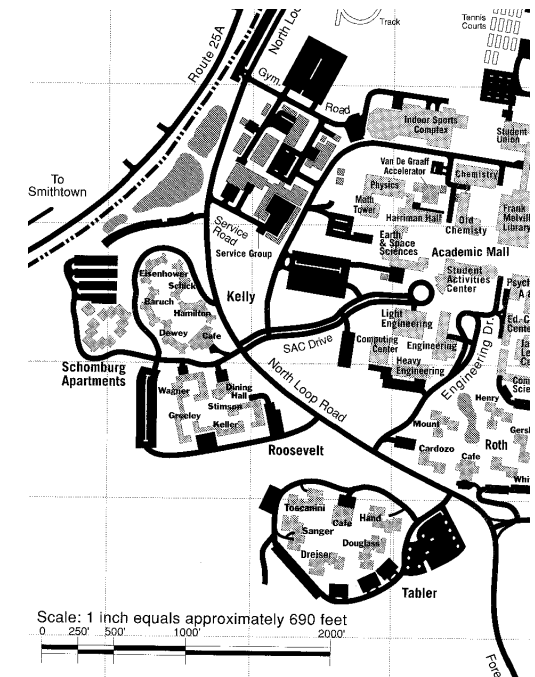 Track
Tennis
Courts
North Loop
Route 25A
Gym
Road
Indoor Sports
Complex
Student
Union
To
Smithtown
Van De Graaff
Accelerator
Chemistry
Physics
Math
Tower
Harriman Hall
Old
Chemisty
Frank
Melville
Library
Service
Road
Service Group
Earth
& Space
Sciences
Academic Mall
Student
Activities
Center
Eisenhower
Schick
Baruch
Hamilton
Dewey
Cafe
Kelly
Light
Engineering
Computing
Center
Engineering
Heavy
Engineering
Engineering Dr.
SAC Drive
Schomburg
Apartments
North Loop Road
Wagner
Dining
Hall
Stimson
Greeley
Keller
Roosevelt
Henry
Mount
Roth
Cardozo
Cafe
Toscanini
Cafe
Hand
Sanger
Douglass
Dreiser
Tabler
Scale: 1 inch equals approximately 690 feet
0 250' 500' 1000' 2000'